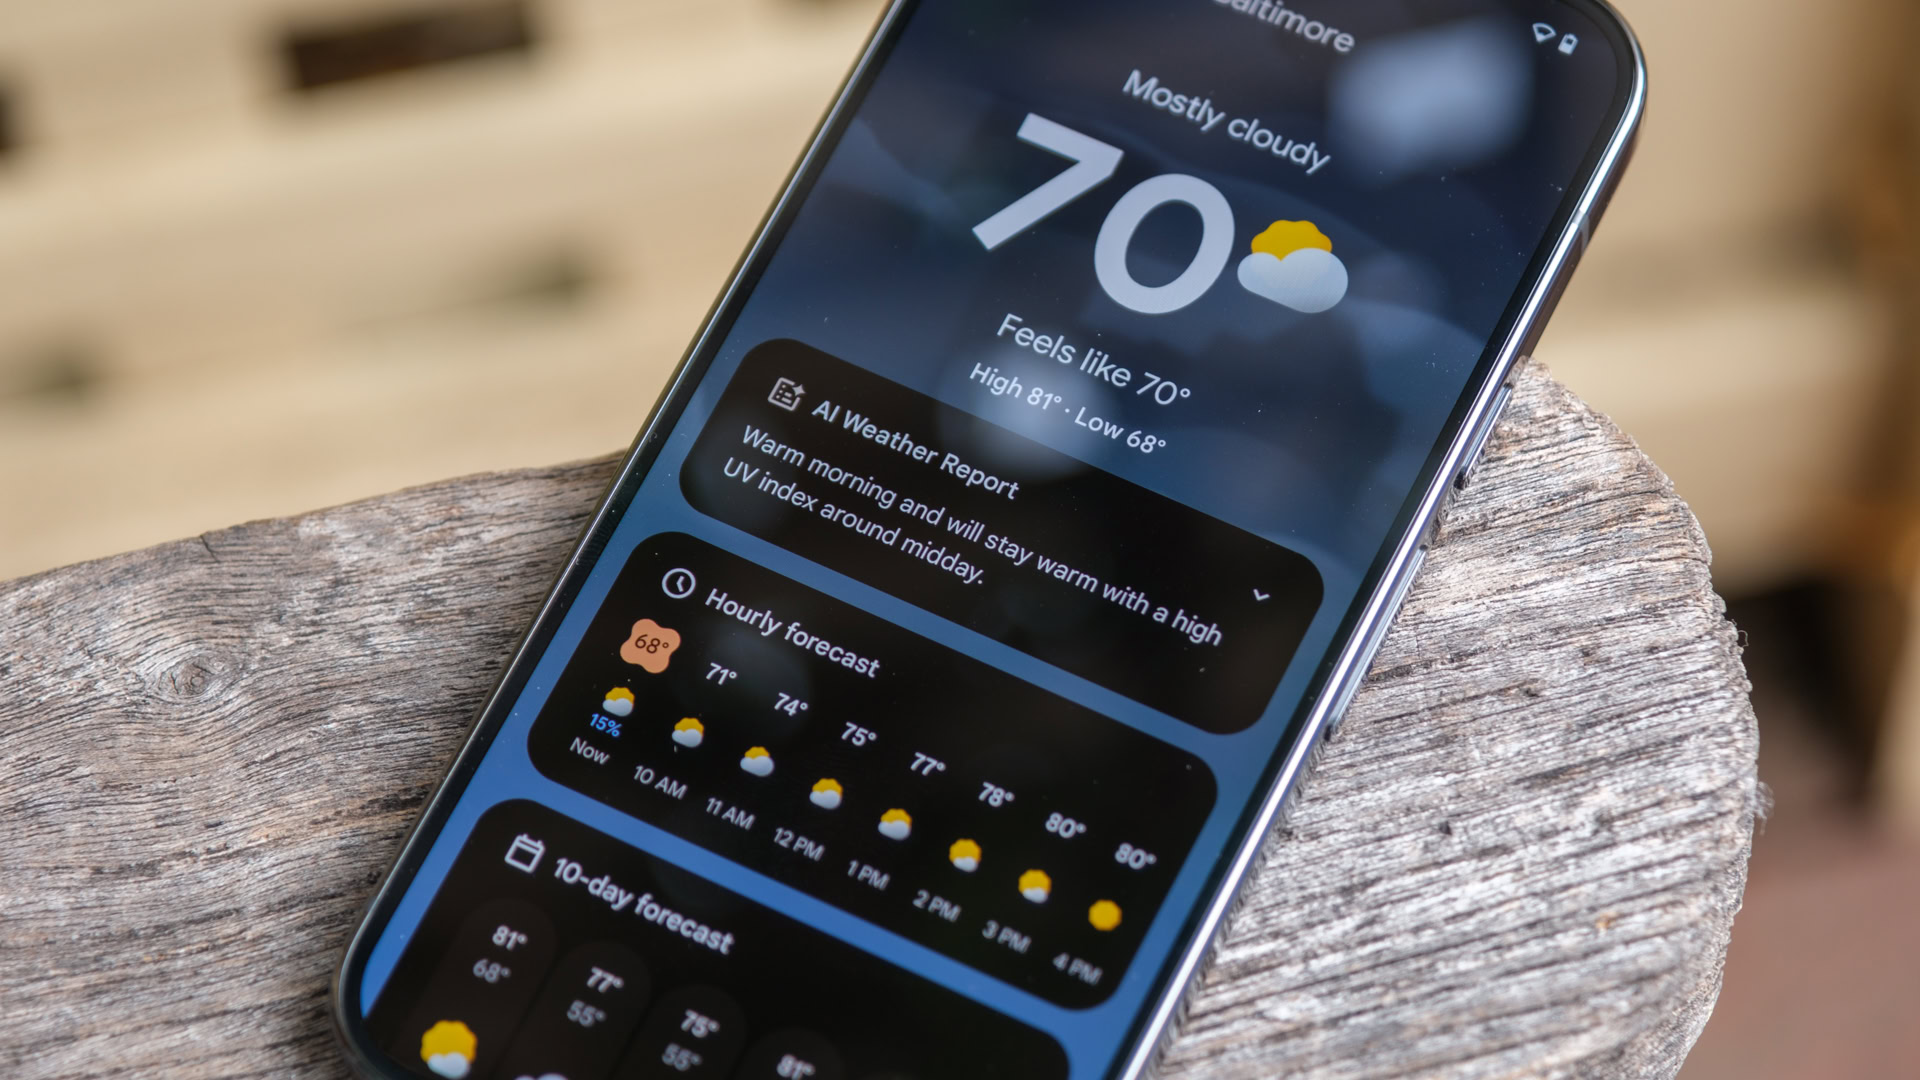 Baltimore
Mostly cloudy
70
Feels like 70°
High 81° · Low 68°
AI Weather Report
Warm morning and will stay warm with a high
UV index around midday.
Hourly forecast
68° 71° 74° 75° 77° 78° 80° 80°
15%
Now 10 AM 11 AM 12 PM 1 PM 2 PM 3 PM 4 PM
10-day forecast
81° 77° 75° 81°
68° 55° 55°